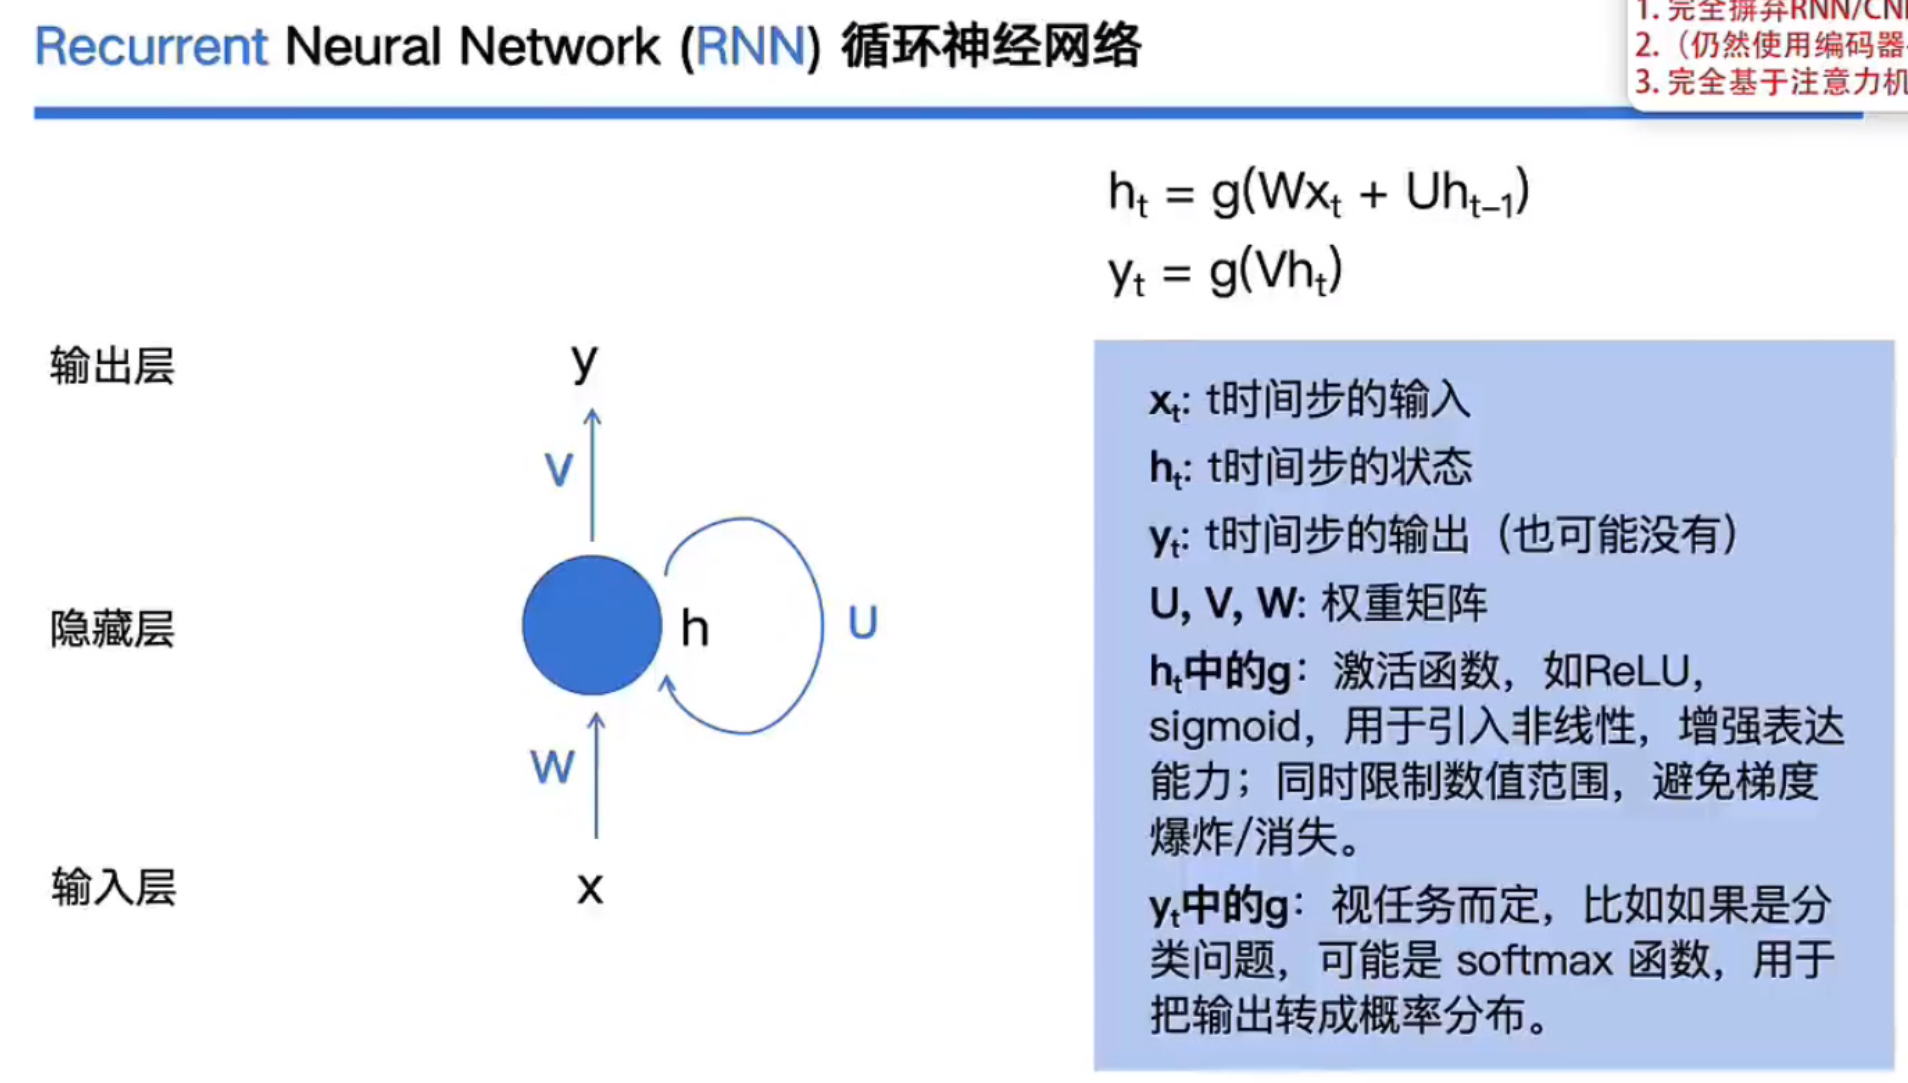 Recurrent Neural Network (RNN) 循环神经网络
1. 完全摒弃RNN/CN
2.（仍然使用编码器
3. 完全基于注意力机
hₜ = g(Wxₜ + Uhₜ₋₁)
yₜ = g(Vhₜ)
输出层
y
V
隐藏层
h
U
W
输入层
x
xₜ: t时间步的输入
hₜ: t时间步的状态
yₜ: t时间步的输出（也可能没有）
U, V, W: 权重矩阵
hₜ中的g：激活函数，如ReLU，
sigmoid，用于引入非线性，增强表达
能力；同时限制数值范围，避免梯度
爆炸/消失。
yₜ中的g：视任务而定，比如如果是分
类问题，可能是 softmax 函数，用于
把输出转成概率分布。